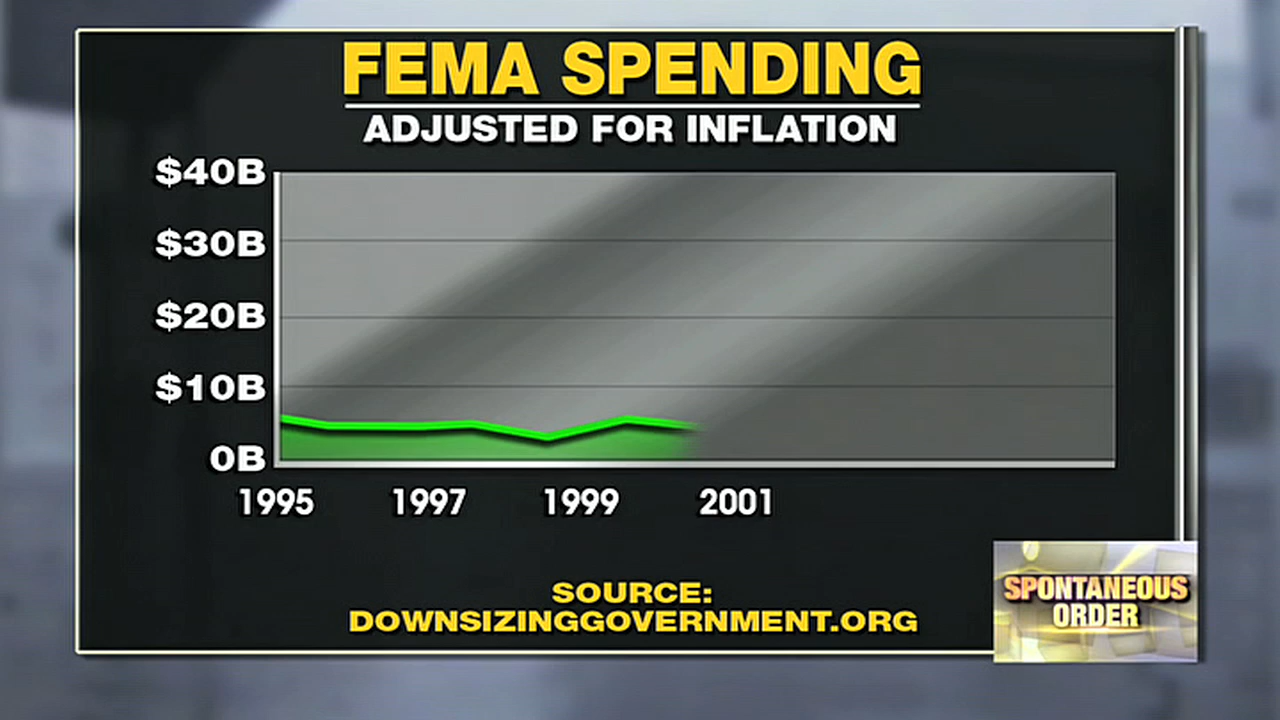 FEMA SPENDING
ADJUSTED FOR INFLATION
$40B
$30B
$20B
$10B
0B
1995 1997 1999 2001
SOURCE:
DOWNSIZINGGOVERNMENT.ORG
SPONTANEOUS
ORDER